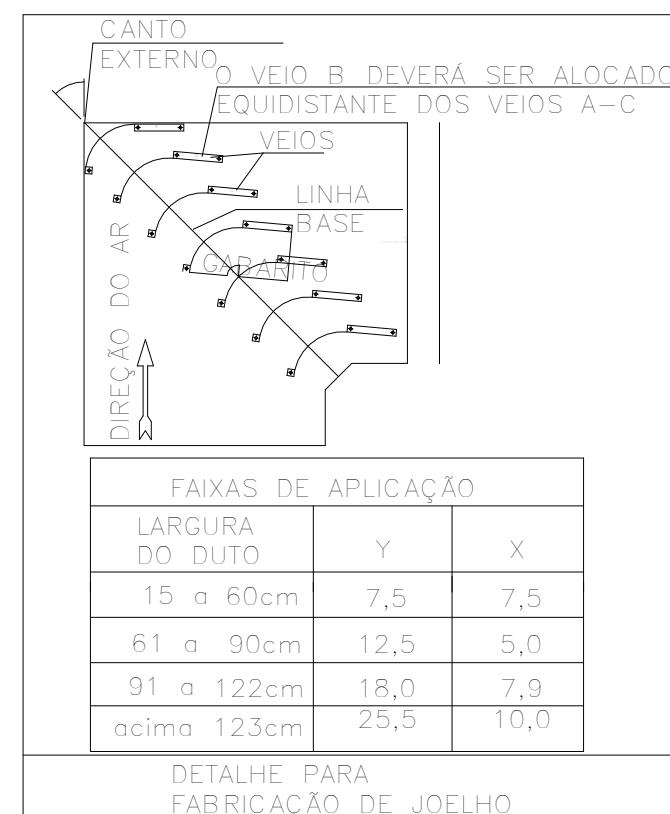 CANTO
EXTERNO
O VEIO B DEVERÁ SER ALOCADO
EQUIDISTANTE DOS VEIOS A-C
VEIOS
LINHA
BASE
GABARITO
DIREÇÃO DO AR
FAIXAS DE APLICAÇÃO
LARGURA
DO DUTO
Y
X
15 a 60cm 7,5 7,5
61 a 90cm 12,5 5,0
91 a 122cm 18,0 7,9
acima 123cm 25,5 10,0
DETALHE PARA
FABRICAÇÃO DE JOELHO